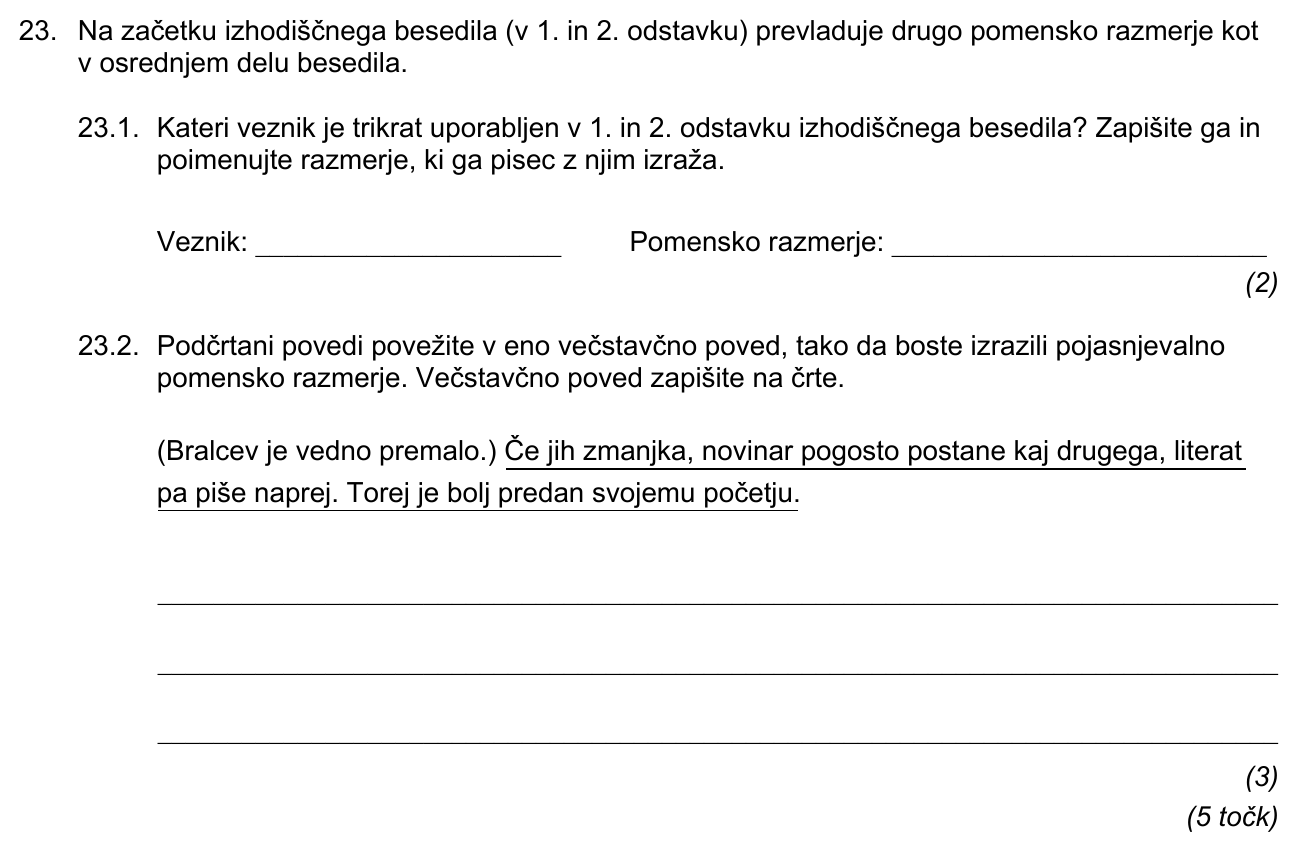 23. Na začetku izhodiščnega besedila (v 1. in 2. odstavku) prevladuje drugo pomensko razmerje kot
v osrednjem delu besedila.
23.1. Kateri veznik je trikrat uporabljen v 1. in 2. odstavku izhodiščnega besedila? Zapišite ga in
poimenujte razmerje, ki ga pisec z njim izraža.
Veznik: ____________________ Pomensko razmerje: _________________________
(2)
23.2. Podčrtani povedi povežite v eno večstavčno poved, tako da boste izrazili pojasnjevalno
pomensko razmerje. Večstavčno poved zapišite na črte.
(Bralcev je vedno premalo.) Če jih zmanjka, novinar pogosto postane kaj drugega, literat
pa piše naprej. Torej je bolj predan svojemu početju.
(3)
(5 točk)